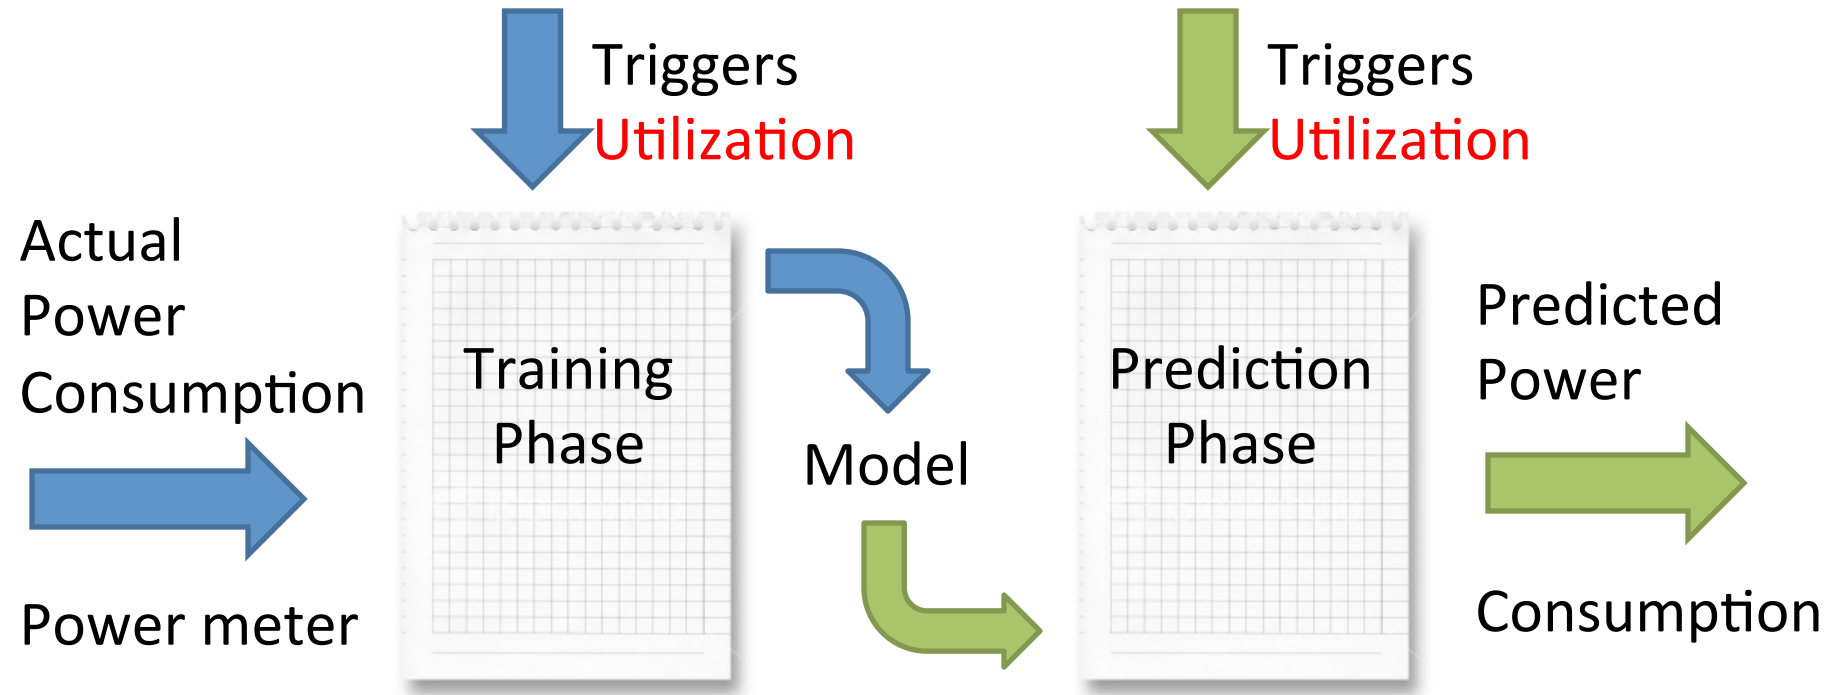 Triggers
Utilization
Triggers
Utilization
Actual
Power
Consumption
Power meter
Training
Phase
Model
Prediction
Phase
Predicted
Power
Consumption